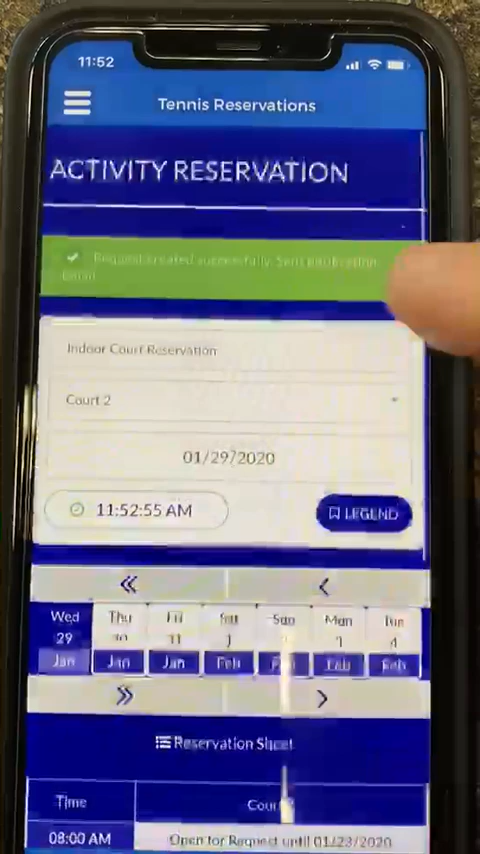 11:52
Tennis Reservations
ACTIVITY RESERVATION
Request created successfully. Sent notification
email
Indoor Court Reservation
Court 2
01/29/2020
11:52:55 AM
LEGEND
Wed Thu Fri Sat Sun Mon Tue
29 30 31 1 2 3 4
Jan Jan Jan Feb Feb Feb Feb
Reservation Sheet
Time
08:00 AM Open for Request until 01/23/2020